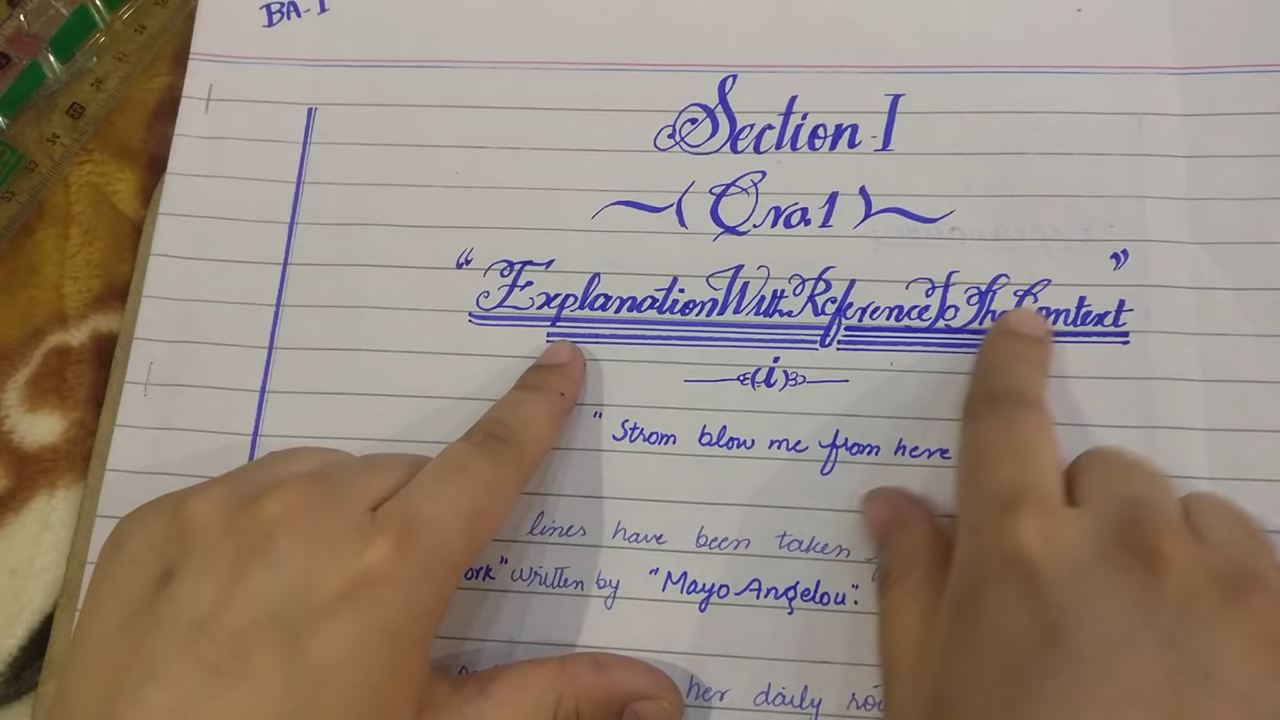 BA-I
Section-I
(Q no.1)
"Explanation With Reference To The Context"
(i)
"Strom blow me from here
lines have been taken
ork" written by "Mayo Angelou".
her daily